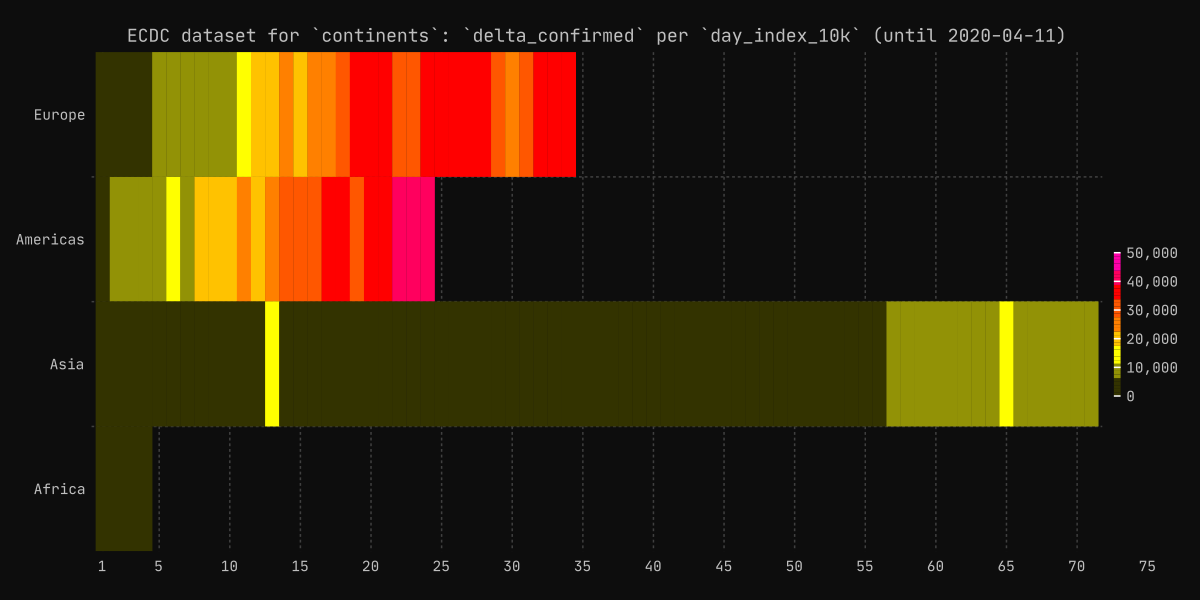 ECDC dataset for `continents`: `delta_confirmed` per `day_index_10k` (until 2020-04-11)
Europe
Americas
Asia
Africa
50,000
40,000
30,000
20,000
10,000
0
1 5 10 15 20 25 30 35 40 45 50 55 60 65 70 75